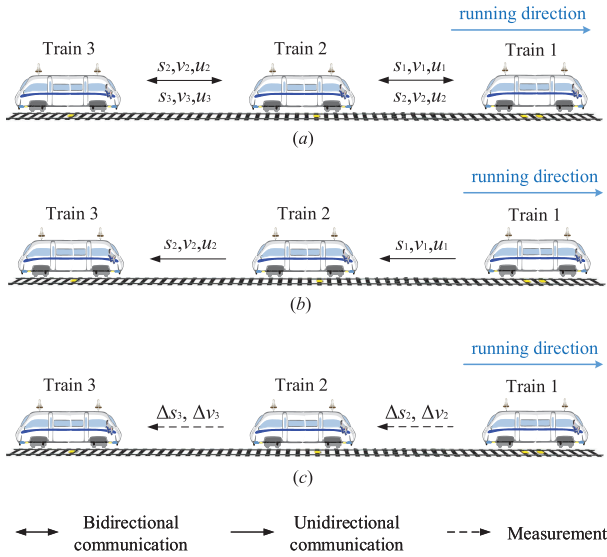 running direction
Train 3 Train 2 Train 1
s₂,v₂,u₂ s₁,v₁,u₁
s₃,v₃,u₃ s₂,v₂,u₂
(a)
running direction
Train 3 Train 2 Train 1
s₂,v₂,u₂ s₁,v₁,u₁
(b)
running direction
Train 3 Train 2 Train 1
Δs₃, Δv₃ Δs₂, Δv₂
(c)
Bidirectional Unidirectional Measurement
communication communication